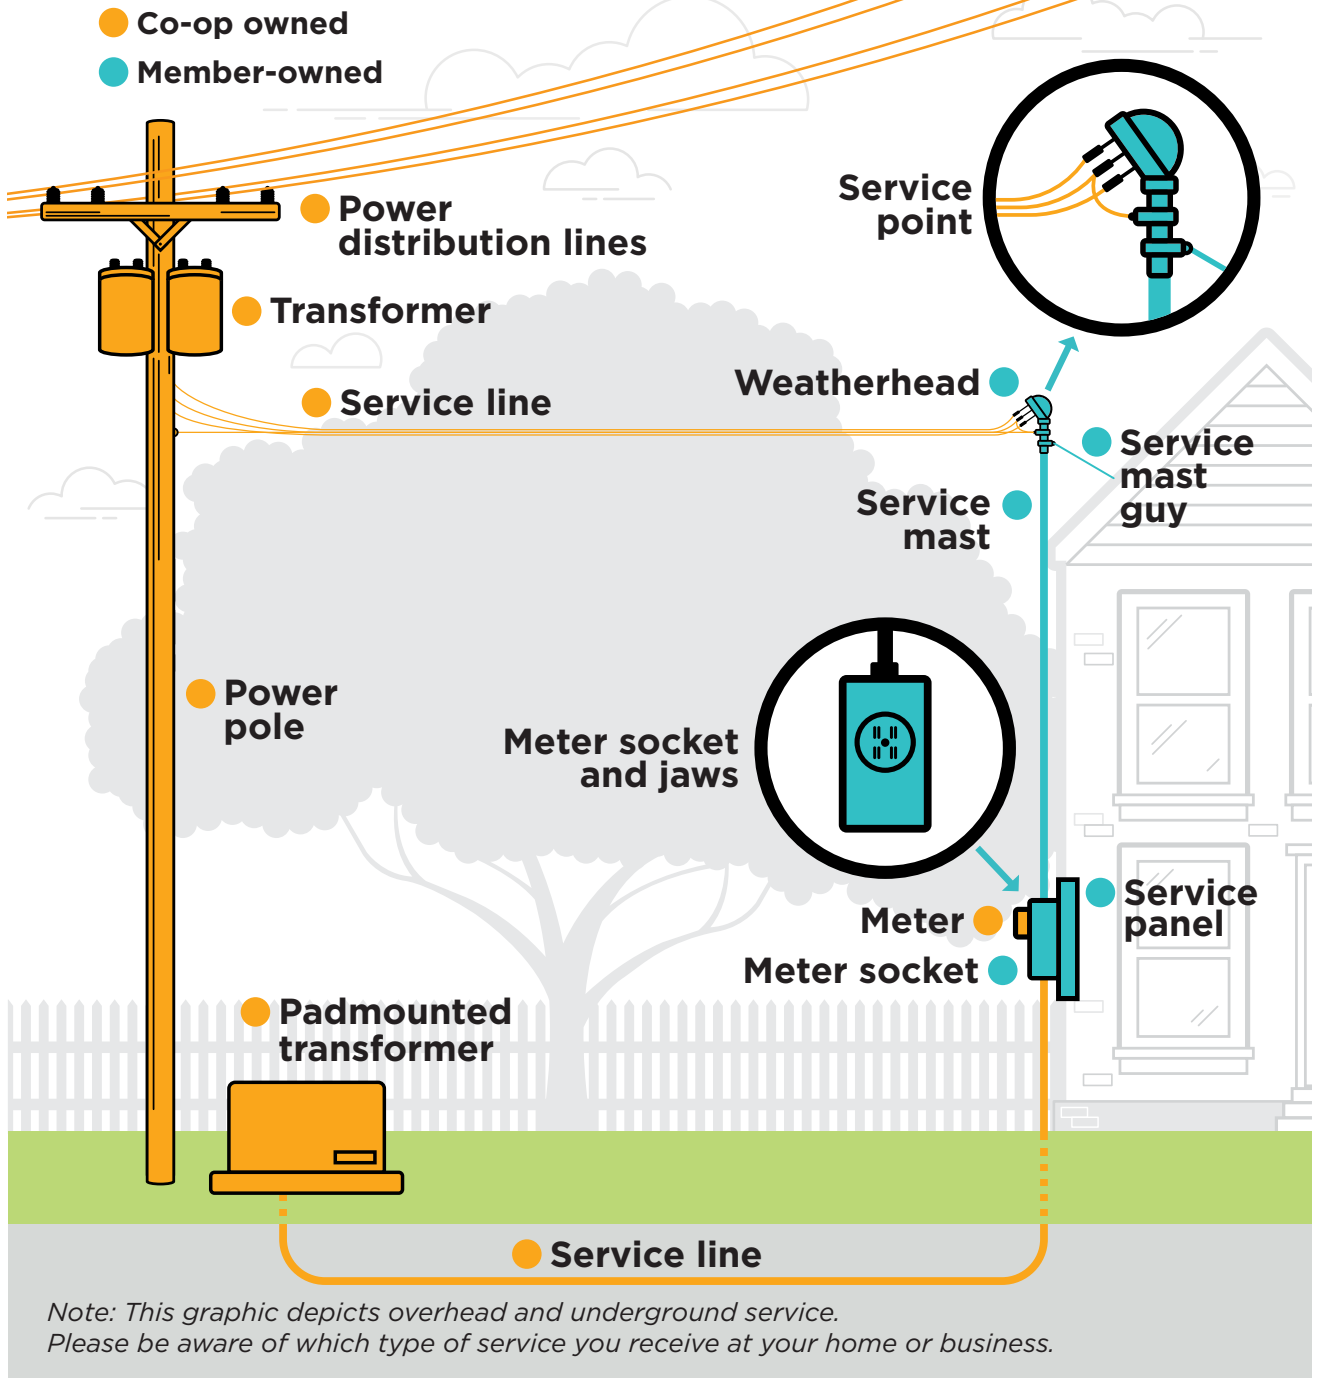 Co-op owned
Member-owned
Service
point
Power
distribution lines
Transformer
Weatherhead
Service line
Service
mast
guy
Service
mast
Power
pole
Meter socket
and jaws
Service
panel
Meter
Meter socket
Padmounted
transformer
Service line
Note: This graphic depicts overhead and underground service.
Please be aware of which type of service you receive at your home or business.